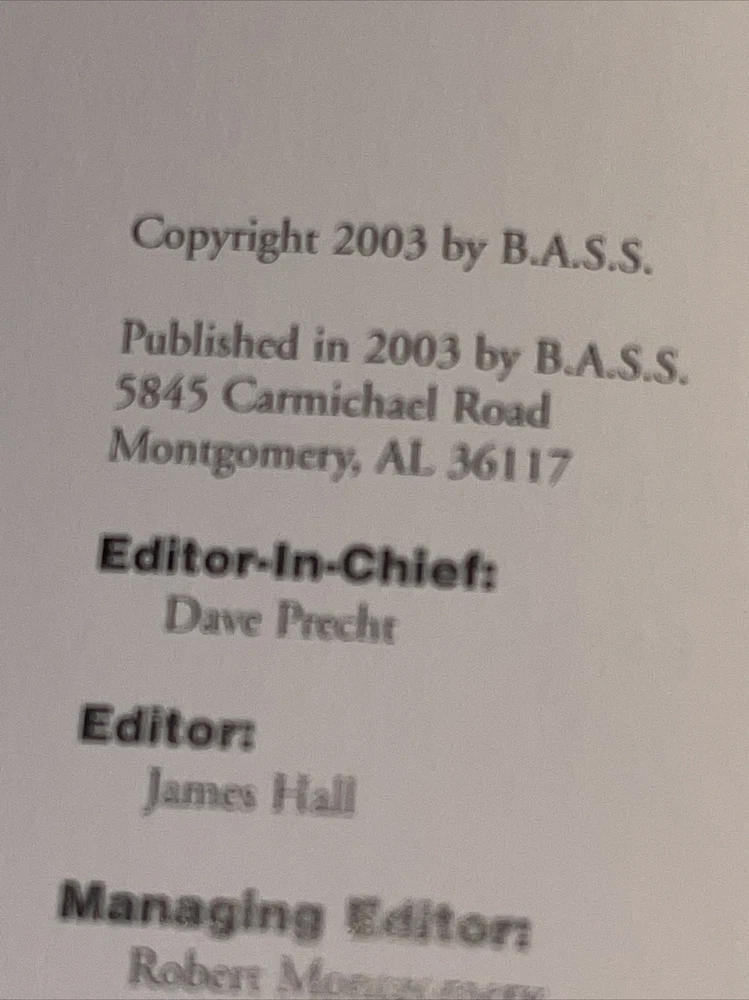 Copyright 2003 by B.A.S.S.
Published in 2003 by B.A.S.S.
5845 Carmichael Road
Montgomery, AL 36117
Editor-In-Chief:
Dave Precht
Editor:
James Hall
Managing Editor:
Robert